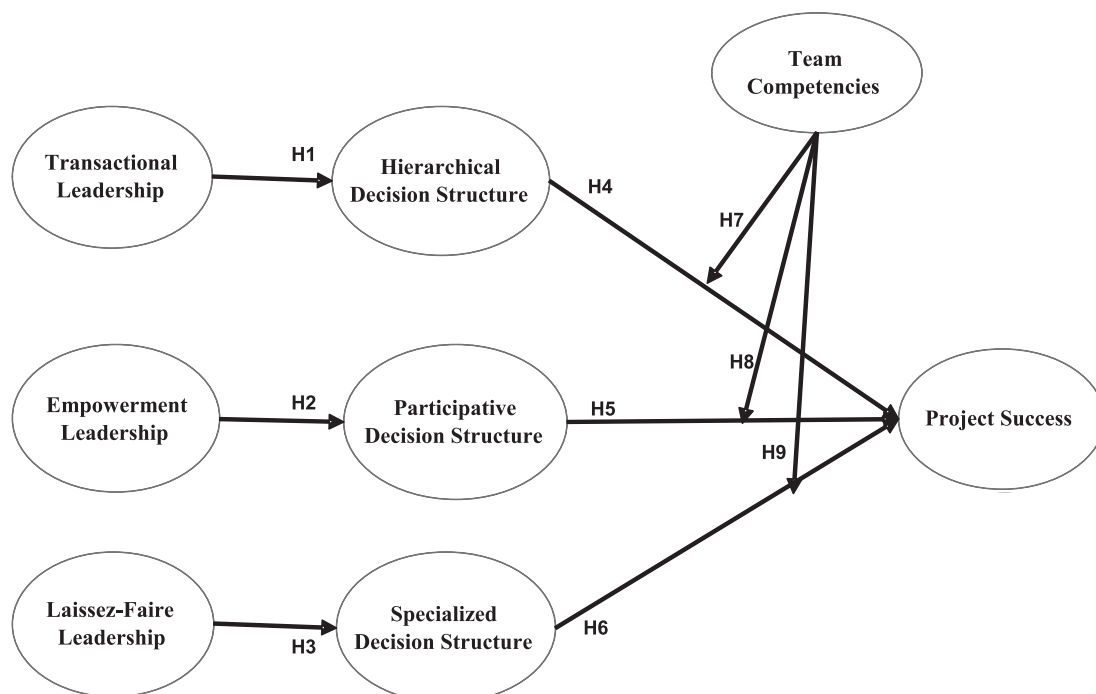 Team
Competencies
Transactional
Leadership
H1
Hierarchical
Decision Structure
H4
H7
Empowerment
Leadership
H2
Participative
Decision Structure
H5
H8
H9
Project Success
Laissez-Faire
Leadership
H3
Specialized
Decision Structure
H6